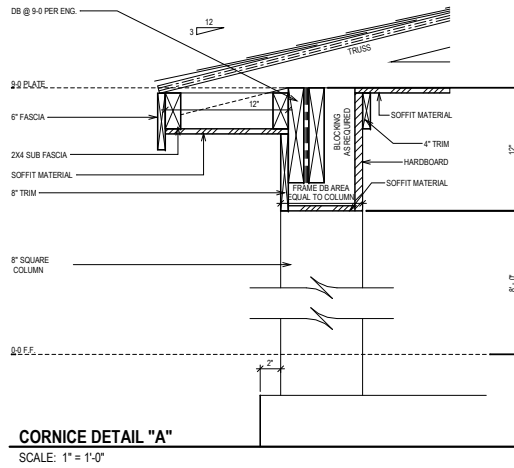 DB @ 9-0 PER ENG.
12
3
TRUSS
9-0 PLATE
12"
6" FASCIA
SOFFIT MATERIAL
BLOCKING
AS REQUIRED
4" TRIM
12"
2X4 SUB FASCIA
HARDBOARD
SOFFIT MATERIAL
SOFFIT MATERIAL
8" TRIM
FRAME DB AREA
EQUAL TO COLUMN
8" SQUARE
COLUMN
8' - 0"
0-0 F.F.
2"
CORNICE DETAIL "A"
SCALE: 1" = 1'-0"